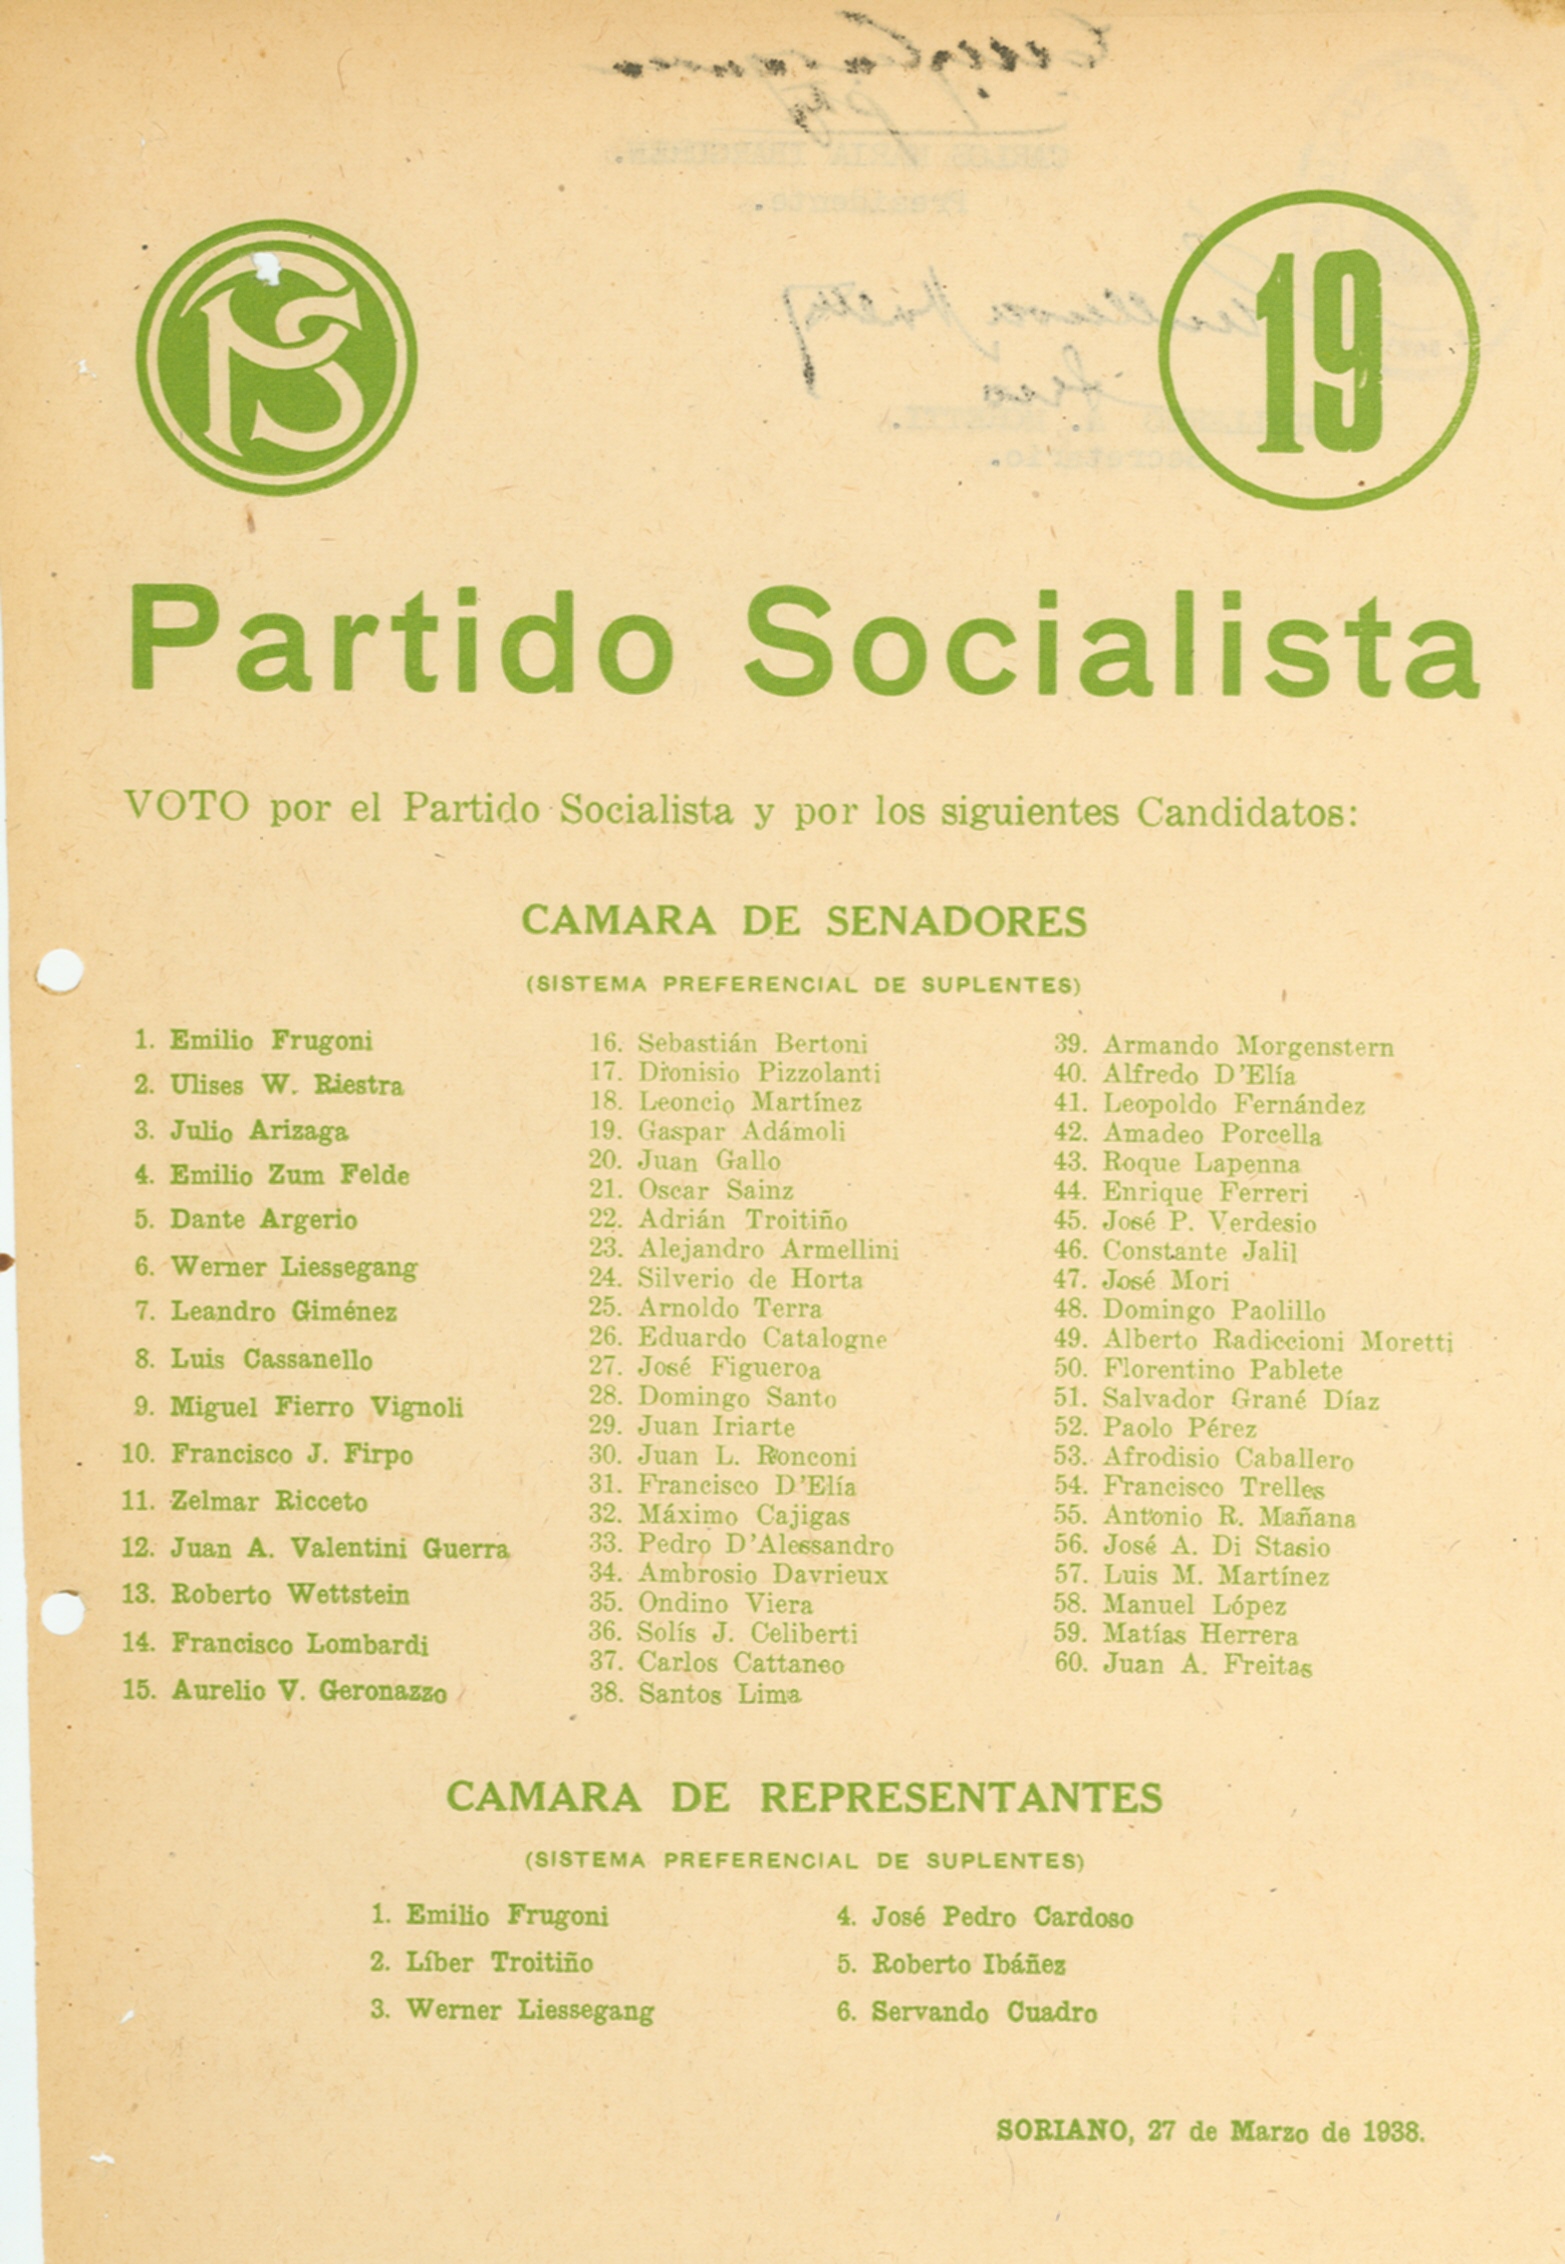 PS
19
Partido Socialista
VOTO por el Partido Socialista y por los siguientes Candidatos:
CAMARA DE SENADORES
(SISTEMA PREFERENCIAL DE SUPLENTES)
1. Emilio Frugoni
2. Ulises W. Riestra
3. Julio Arizaga
4. Emilio Zum Felde
5. Dante Argerio
6. Werner Liessegang
7. Leandro Giménez
8. Luis Cassanello
9. Miguel Fierro Vignoli
10. Francisco J. Firpo
11. Zelmar Ricceto
12. Juan A. Valentini Guerra
13. Roberto Wettstein
14. Francisco Lombardi
15. Aurelio V. Geronazzo
16. Sebastián Bertoni
17. Dionisio Pizzolanti
18. Leoncio Martínez
19. Gaspar Adámoli
20. Juan Gallo
21. Oscar Sainz
22. Adrián Troitiño
23. Alejandro Armellini
24. Silverio de Horta
25. Arnoldo Terra
26. Eduardo Catalogne
27. José Figueroa
28. Domingo Santo
29. Juan Iriarte
30. Juan L. Ronconi
31. Francisco D'Elía
32. Máximo Cajigas
33. Pedro D'Alessandro
34. Ambrosio Davrieux
35. Ondino Viera
36. Solís J. Celiberti
37. Carlos Cattaneo
38. Santos Lima
39. Armando Morgenstern
40. Alfredo D'Elía
41. Leopoldo Fernández
42. Amadeo Porcella
43. Roque Lapenna
44. Enrique Ferreri
45. José P. Verdesio
46. Constante Jalil
47. José Mori
48. Domingo Paolillo
49. Alberto Radiccioni Moretti
50. Florentino Pablete
51. Salvador Grané Díaz
52. Paolo Pérez
53. Afrodisio Caballero
54. Francisco Trelles
55. Antonio R. Mañana
56. José A. Di Stasio
57. Luis M. Martínez
58. Manuel López
59. Matías Herrera
60. Juan A. Freitas
CAMARA DE REPRESENTANTES
(SISTEMA PREFERENCIAL DE SUPLENTES)
1. Emilio Frugoni
2. Líber Troitiño
3. Werner Liessegang
4. José Pedro Cardoso
5. Roberto Ibáñez
6. Servando Cuadro
SORIANO, 27 de Marzo de 1938.